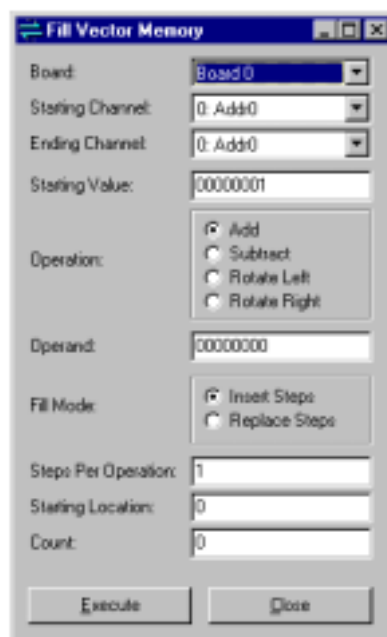 Fill Vector Memory
Board: Board 0
Starting Channel: 0: Addr0
Ending Channel: 0: Addr0
Starting Value: 00000001
Add
Subtract
Operation:
Rotate Left
Rotate Right
Operand: 00000000
Insert Steps
Fill Mode:
Replace Steps
Steps Per Operation: 1
Starting Location: 0
Count: 0
Execute Close